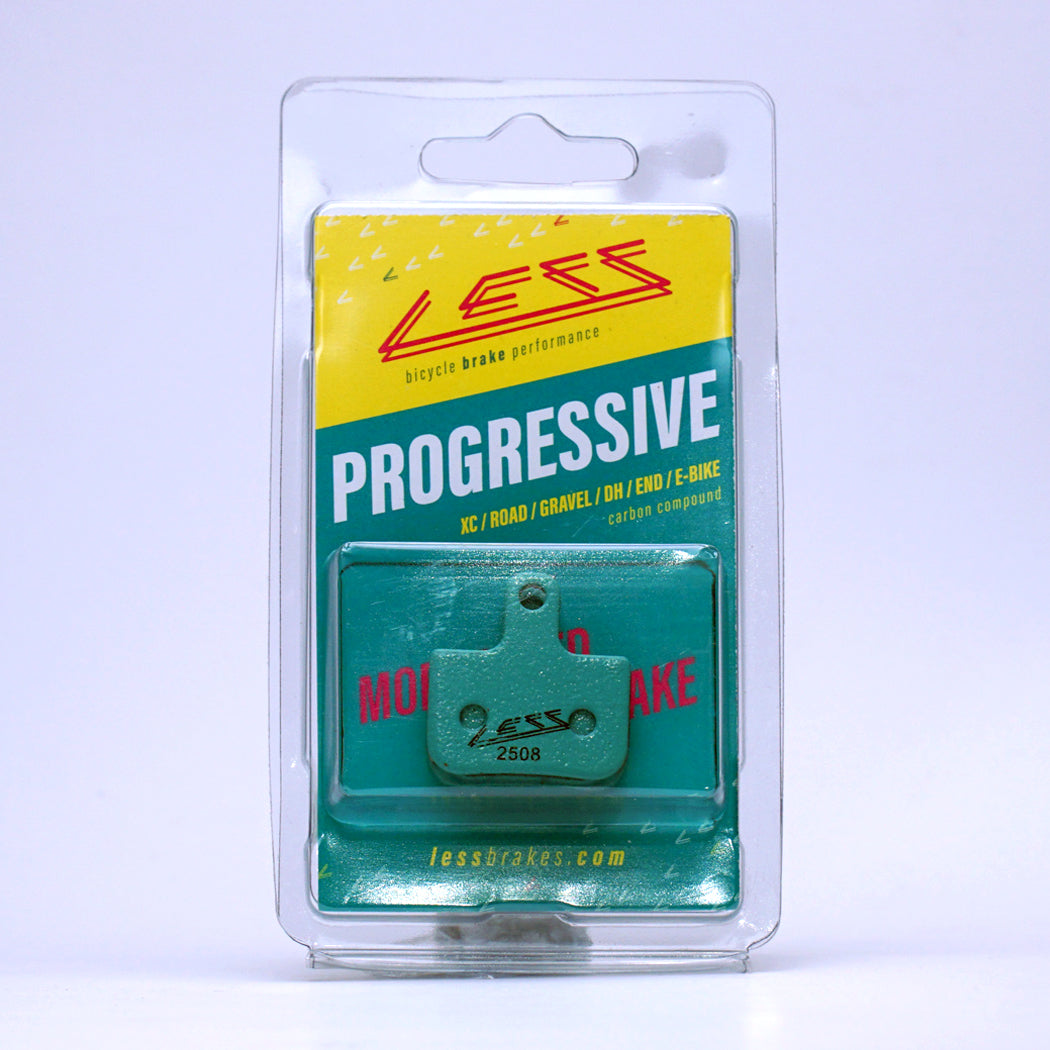 LESS
bicycle brake performance
PROGRESSIVE
XC / ROAD / GRAVEL / DH / END / E-BIKE
carbon compound
LESS
2508
lessbrakes.com